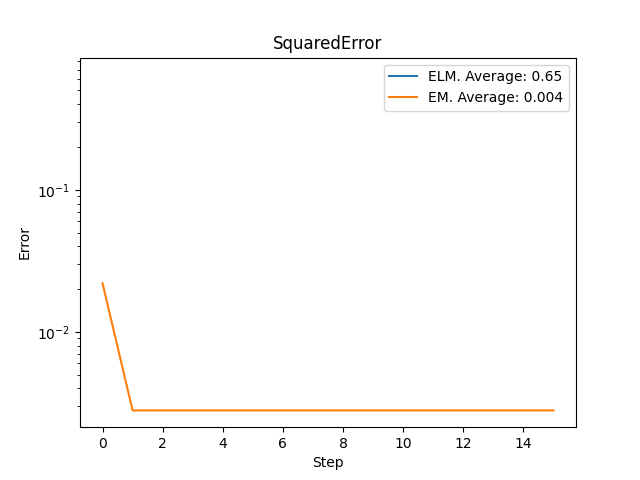 SquaredError
ELM. Average: 0.65
EM. Average: 0.004
Error
10⁻¹
10⁻²
0 2 4 6 8 10 12 14
Step